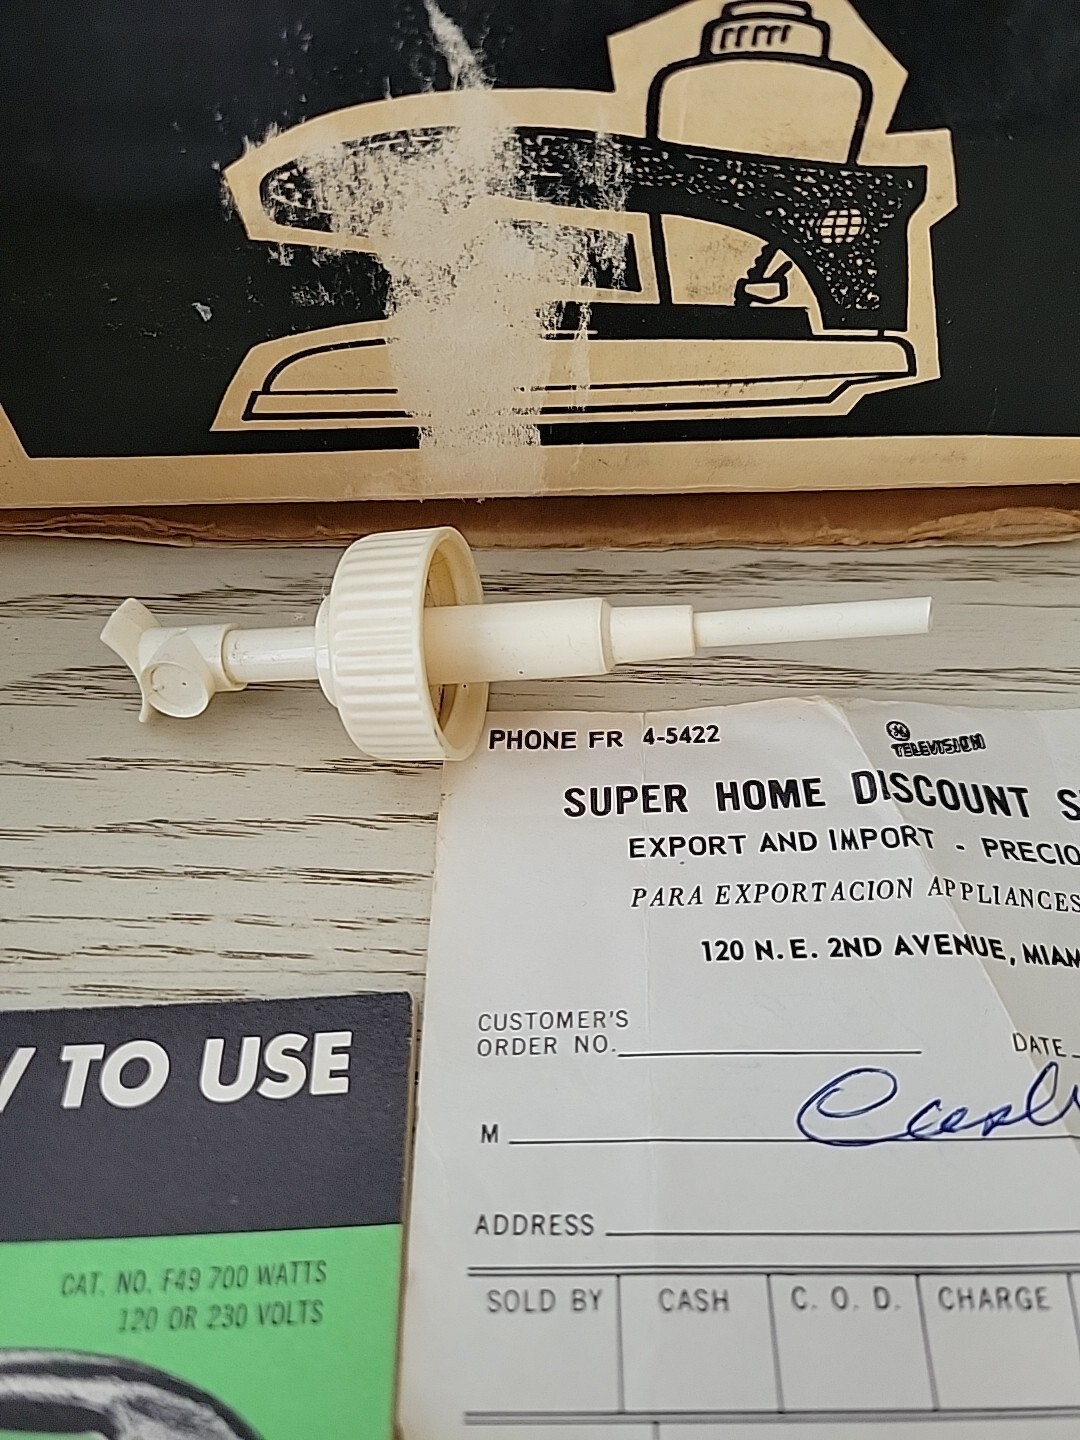 PHONE FR 4-5422
GE
TELEVISION
SUPER HOME DISCOUNT
EXPORT AND IMPORT - PRECIO
PARA EXPORTACION APPLIANCES
120 N. E. 2ND AVENUE, MIAM
CUSTOMER'S
ORDER NO.
DATE
M
ADDRESS
SOLD BY CASH C. O. D. CHARGE
TO USE
CAT. NO. F49 700 WATTS
120 OR 230 VOLTS